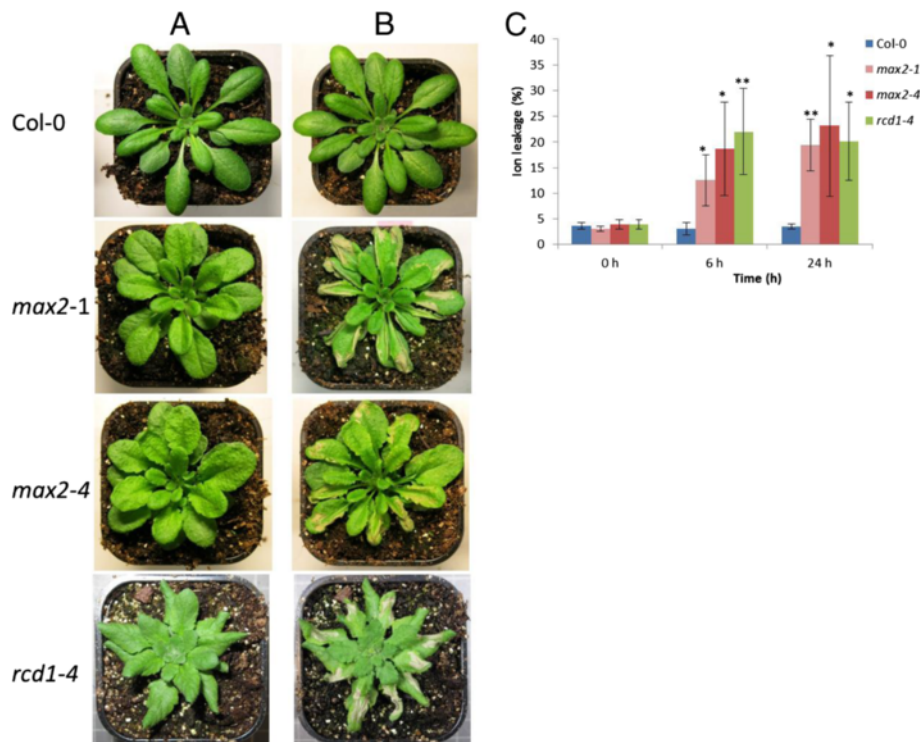 A
B
C
Col-0
max2-1
max2-4
rcd1-4
Ion leakage (%)
40
35
30
25
20
15
10
5
0
* * **
** * *
0 h
6 h
24 h
Time (h)
Col-0
max2-1
max2-4
rcd1-4